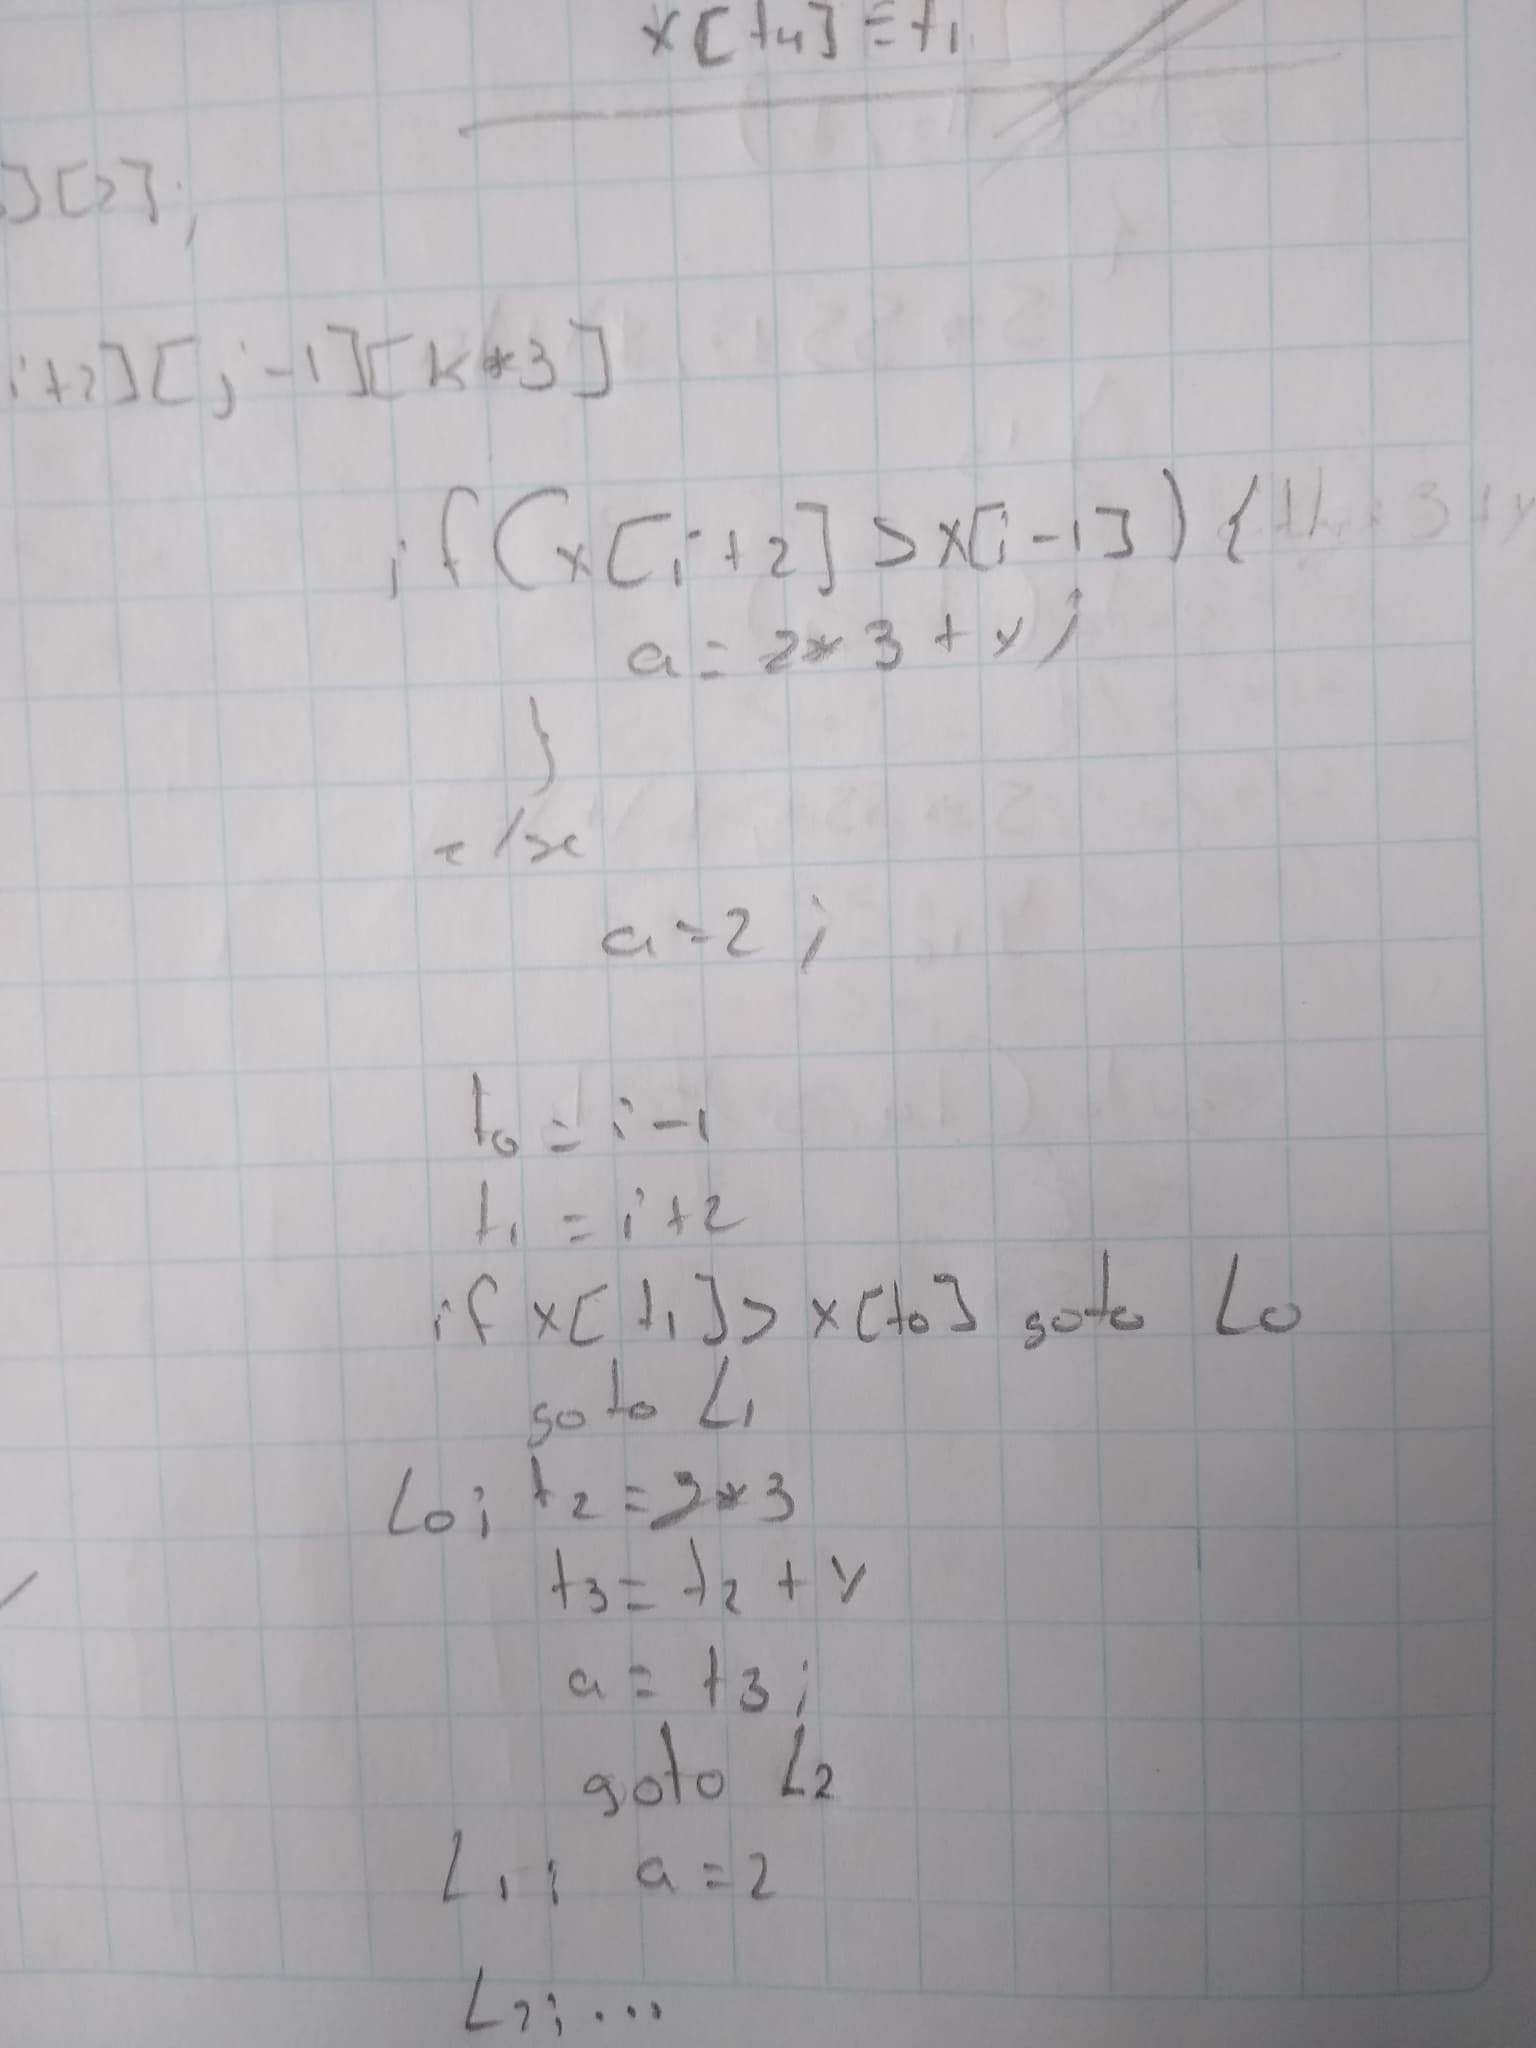 x[t4] = t1
][2];
i+2][j-1][k*3]
if(x[i+2] > x[i-1]) {
a = 2*3 + y;
}
else
a = 2;
t0 = i-1
t1 = i+2
if x[t1] > x[t0] goto L0
goto L1
L0; t2 = 3*3
t3 = t2 + y
a = t3;
goto L2
L1; a = 2
L2; ...